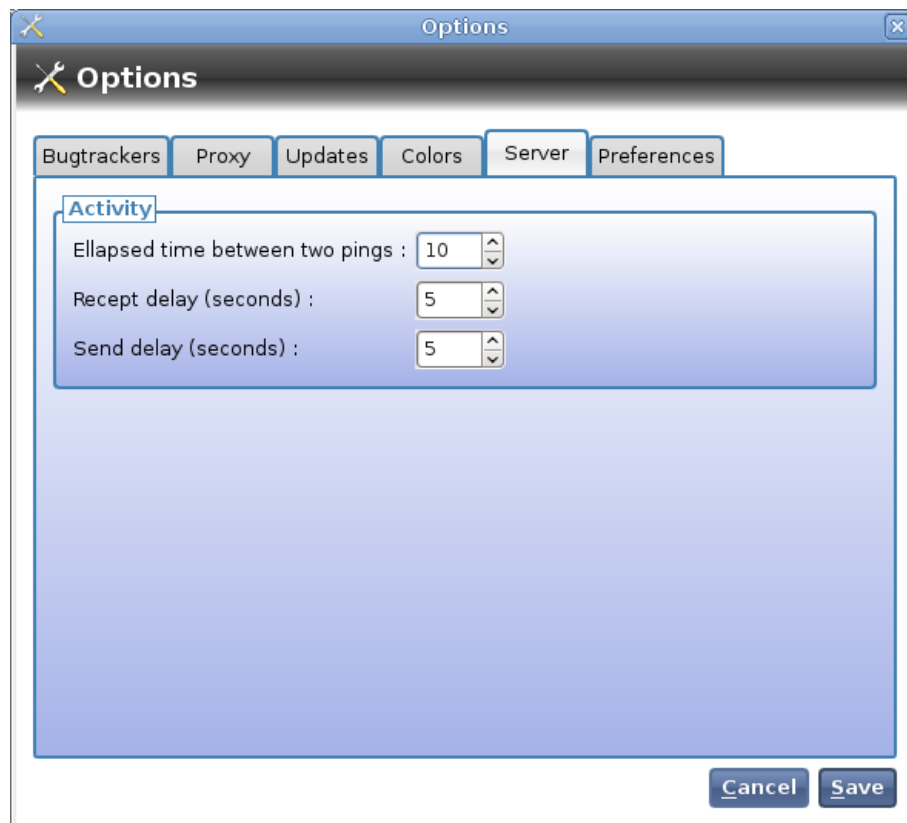 Options
Options
Bugtrackers Proxy Updates Colors Server Preferences
Activity
Ellapsed time between two pings : 10
Recept delay (seconds) : 5
Send delay (seconds) : 5
Cancel Save